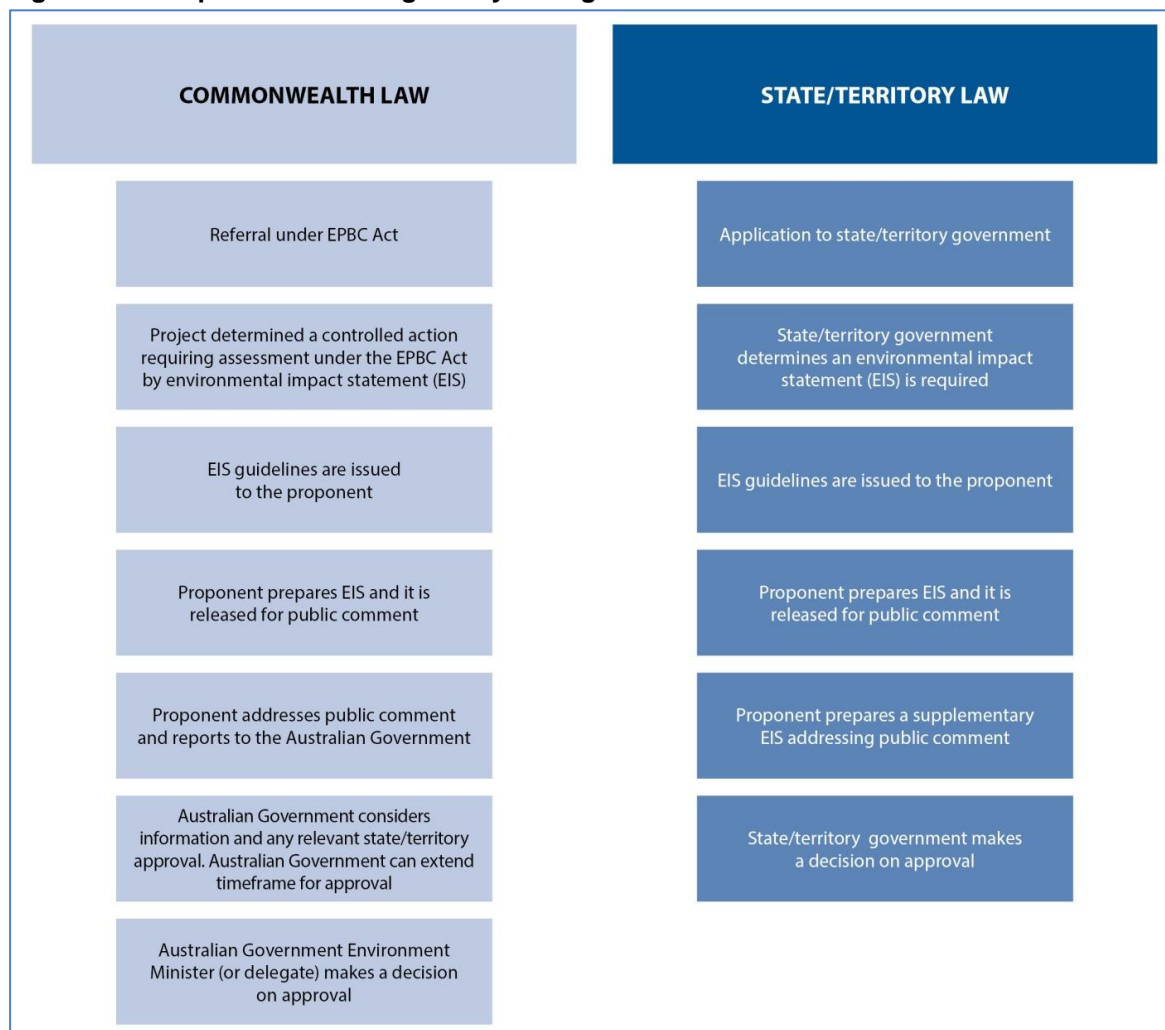 COMMONWEALTH LAW
STATE/TERRITORY LAW
Referral under EPBC Act
Application to state/territory government
Project determined a controlled action
requiring assessment under the EPBC Act
by environmental impact statement (EIS)
State/territory government
determines an environmental impact
statement (EIS) is required
EIS guidelines are issued
to the proponent
EIS guidelines are issued to the proponent
Proponent prepares EIS and it is
released for public comment
Proponent prepares EIS and it is
released for public comment
Proponent addresses public comment
and reports to the Australian Government
Proponent prepares a supplementary
EIS addressing public comment
Australian Government considers
information and any relevant state/territory
approval. Australian Government can extend
timeframe for approval
State/territory government makes
a decision on approval
Australian Government Environment
Minister (or delegate) makes a decision
on approval